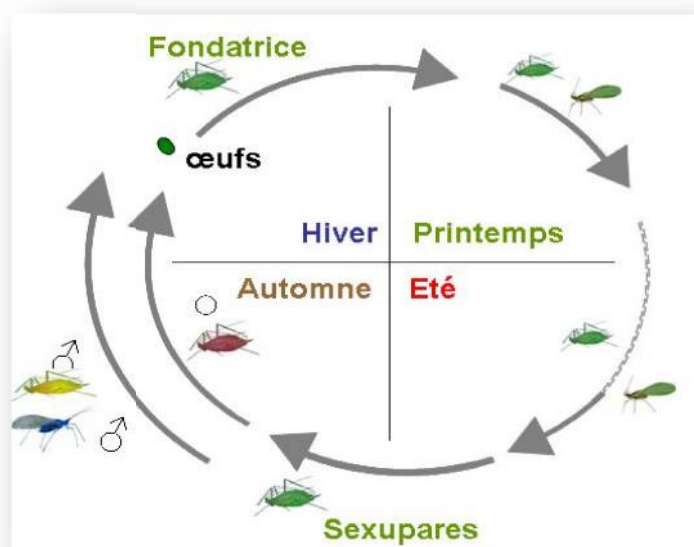 Fondatrice
œufs
Hiver
Printemps
Automne
Eté
♂
♂
Sexupares